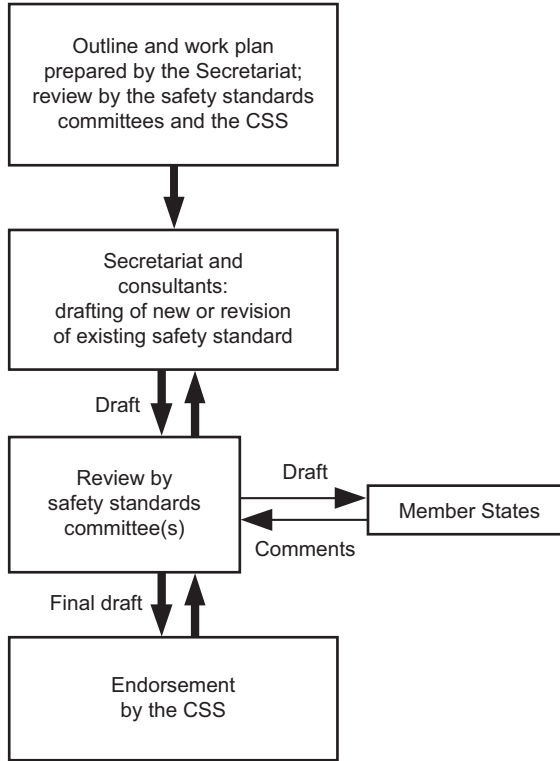 Outline and work plan
prepared by the Secretariat;
review by the safety standards
committees and the CSS
Secretariat and
consultants:
drafting of new or revision
of existing safety standard
Draft
Review by
safety standards
committee(s)
Draft
Member States
Comments
Final draft
Endorsement
by the CSS